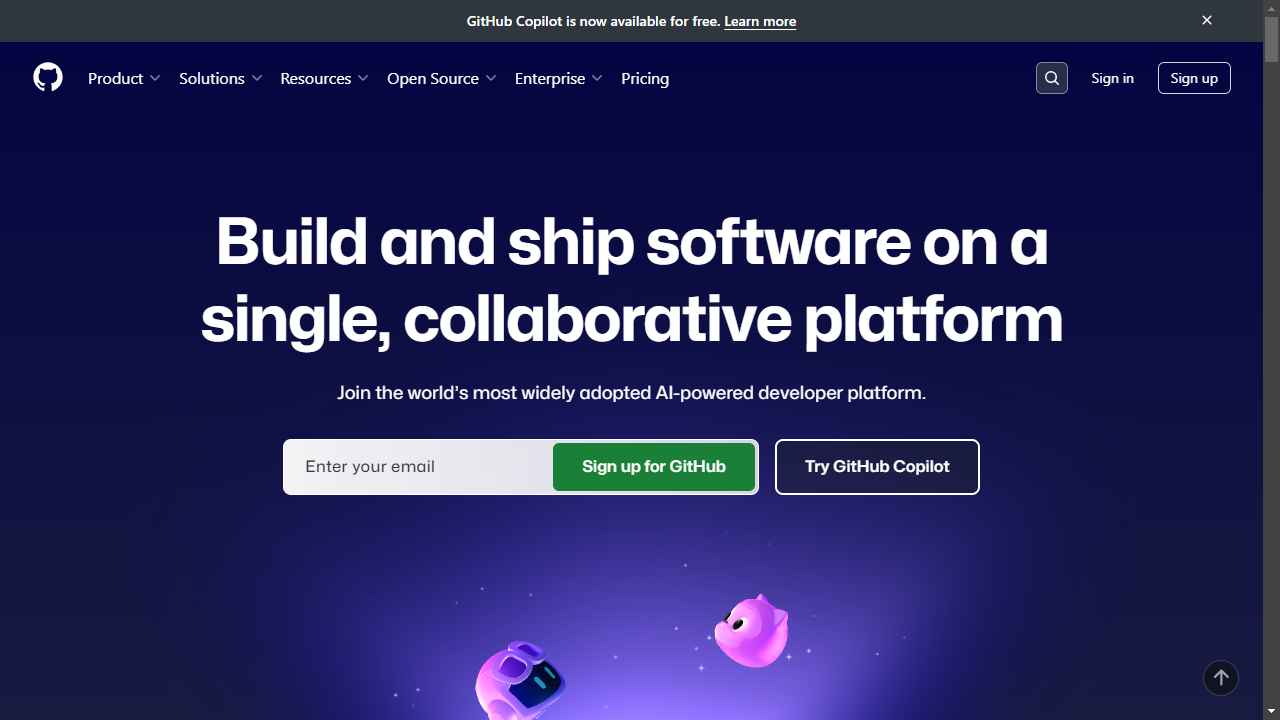 GitHub Copilot is now available for free. Learn more
Product Solutions Resources Open Source Enterprise Pricing Sign in Sign up
Build and ship software on a
single, collaborative platform
Join the world’s most widely adopted AI-powered developer platform.
Enter your email Sign up for GitHub Try GitHub Copilot